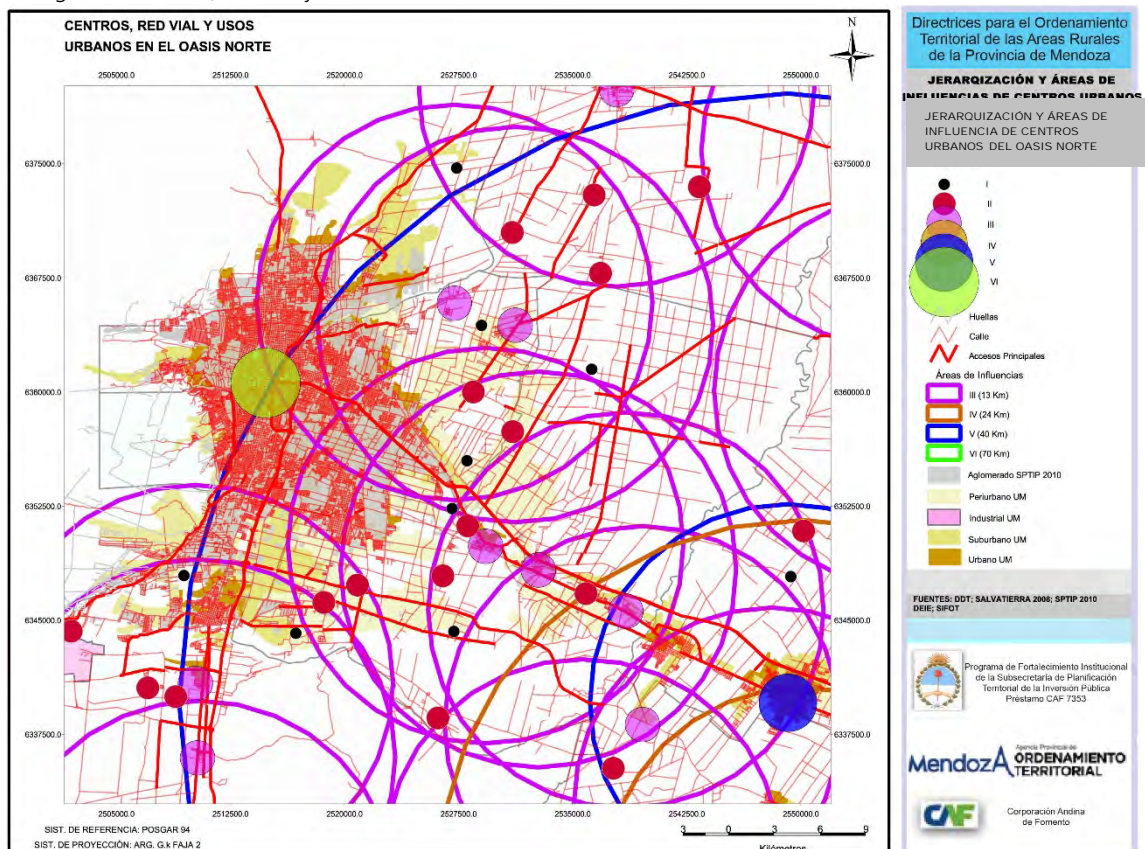 CENTROS, RED VIAL Y USOS
URBANOS EN EL OASIS NORTE
N
2505000.0 2512500.0 2520000.0 2527500.0 2535000.0 2542500.0 2550000.0
6375000.0 6375000.0
6367500.0 6367500.0
6360000.0 6360000.0
6352500.0 6352500.0
6345000.0 6345000.0
6337500.0 6337500.0
2505000.0 2512500.0 2520000.0 2527500.0 2535000.0 2542500.0 2550000.0
SIST. DE REFERENCIA: POSGAR 94
SIST. DE PROYECCIÓN: ARG. G.k FAJA 2
3 0 3 6 9
Kilómetros
Directrices para el Ordenamiento
Territorial de las Areas Rurales
de la Provincia de Mendoza
JERARQIZACIÓN Y ÁREAS DE
INFLUENCIAS DE CENTROS URBANOS
JERARQUIZACIÓN Y ÁREAS DE
INFLUENCIA DE CENTROS
URBANOS DEL OASIS NORTE
I
II
III
IV
V
VI
Huellas
Calle
Accesos Principales
Áreas de Influencias
III (13 Km)
IV (24 Km)
V (40 Km)
VI (70 Km)
Aglomerado SPTIP 2010
Periurbano UM
Industrial UM
Suburbano UM
Urbano UM
FUENTES: DDT; SALVATIERRA 2008; SPTIP 2010
DEIE; SIFOT
Programa de Fortalecimiento Institucional
de la Subsecretaría de Planificación
Territorial de la Inversión Pública
Préstamo CAF 7353
MendozA
Agencia Provincial de
ORDENAMIENTO
TERRITORIAL
CAF
Corporación Andina
de Fomento